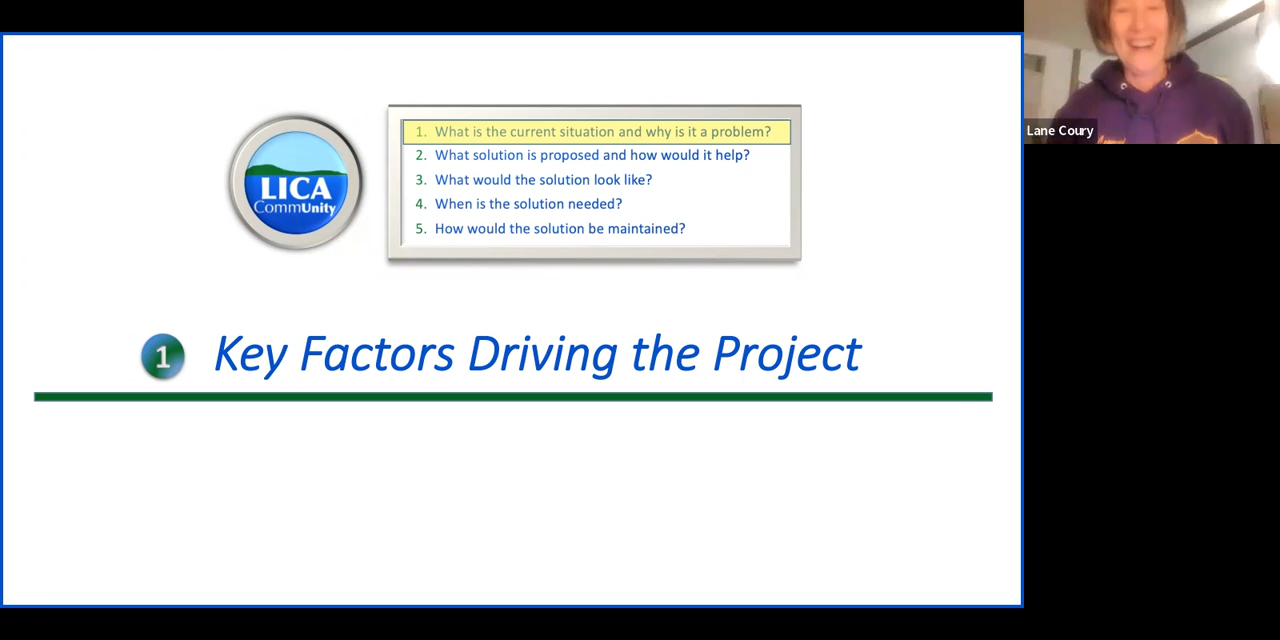 LICA
CommUnity
1. What is the current situation and why is it a problem?
2. What solution is proposed and how would it help?
3. What would the solution look like?
4. When is the solution needed?
5. How would the solution be maintained?
1 Key Factors Driving the Project
Lane Coury